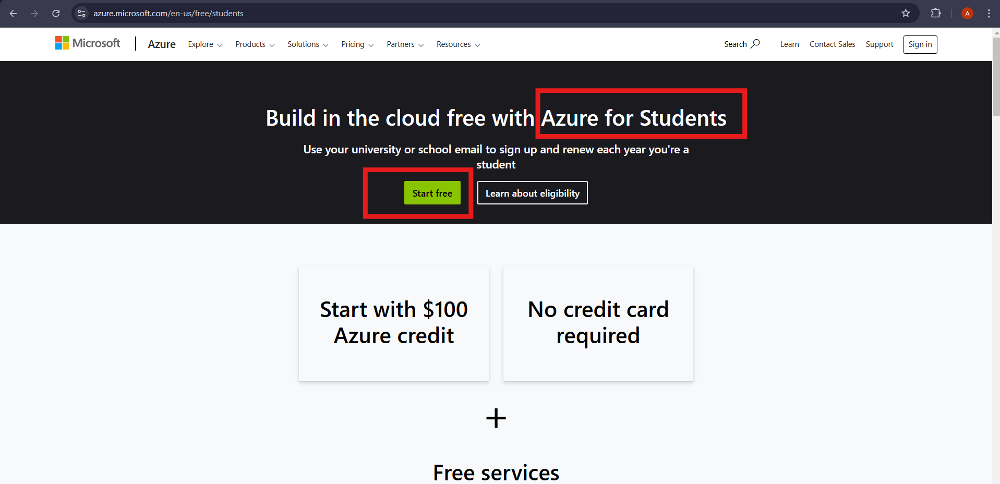 azure.microsoft.com/en-us/free/students
A
Microsoft
Azure
Explore
Products
Solutions
Pricing
Partners
Resources
Search
Learn
Contact Sales
Support
Sign in
Build in the cloud free with Azure for Students
Use your university or school email to sign up and renew each year you're a
student
Start free
Learn about eligibility
Start with $100
Azure credit
No credit card
required
+
Free services